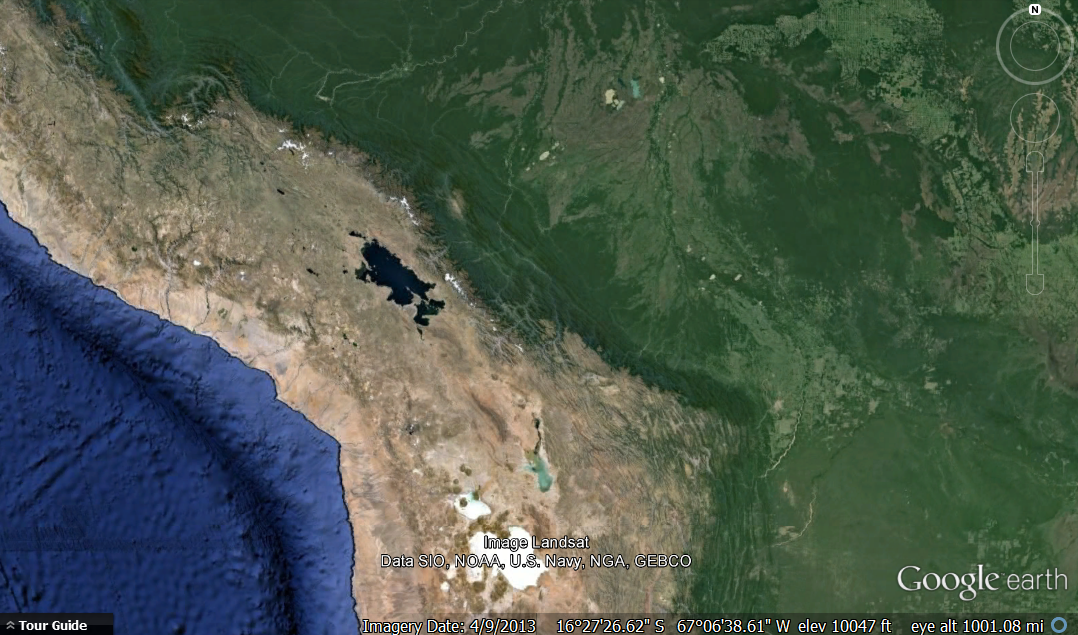 N
Image Landsat
Data SIO, NOAA, U.S. Navy, NGA, GEBCO
Google earth
Tour Guide
Imagery Date: 4/9/2013 16°27'26.62" S 67°06'38.61" W elev 10047 ft eye alt 1001.08 mi